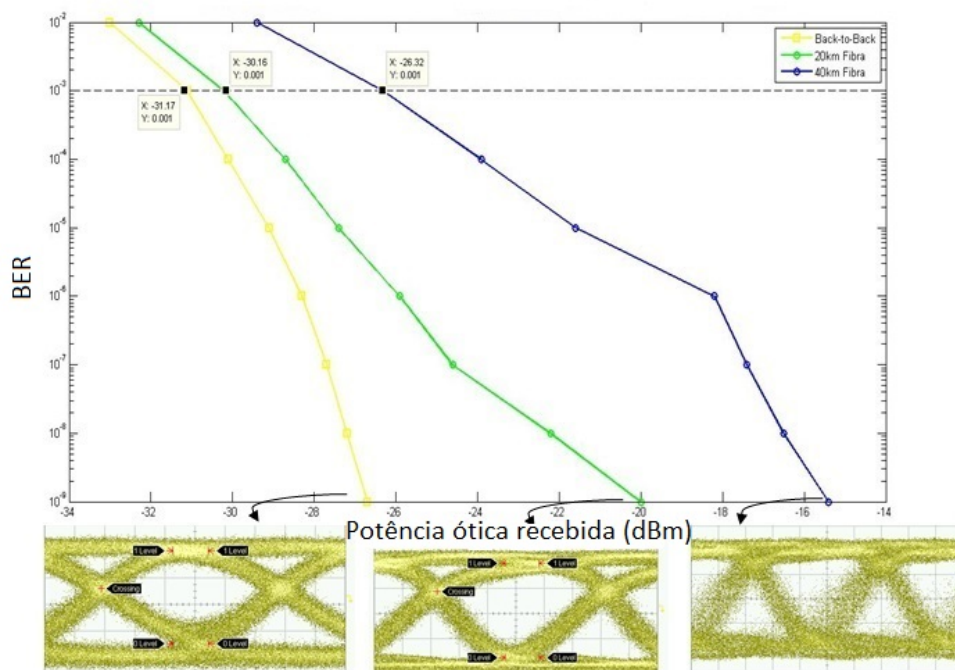 10^-2
10^-3
10^-4
10^-5
10^-6
10^-7
10^-8
10^-9
BER
Back-to-Back
20km Fibra
40km Fibra
X: -31.17
Y: 0.001
X: -30.16
Y: 0.001
X: -26.32
Y: 0.001
-34 -32 -30 -28 -26 -24 -22 -20 -18 -16 -14
Potência ótica recebida (dBm)
1 Level 1 Level
Crossing
0 Level 0 Level
1 Level 1 Level
Crossing
0 Level 0 Level